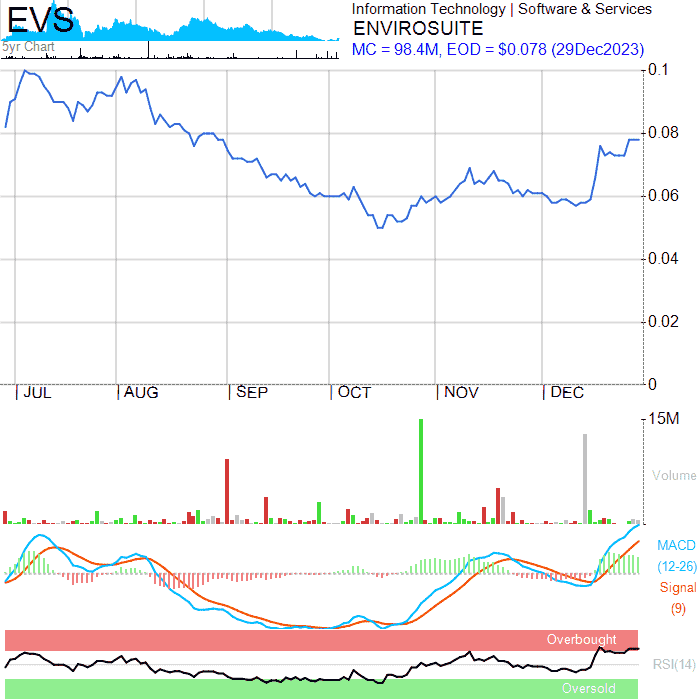 EVS
5yr Chart
Information Technology | Software & Services
ENVIROSUITE
MC = 98.4M, EOD = $0.078 (29Dec2023)
0.1
0.08
0.06
0.04
0.02
0
JUL AUG SEP OCT NOV DEC
15M
Volume
MACD
(12-26)
Signal
(9)
Overbought
RSI(14)
Oversold